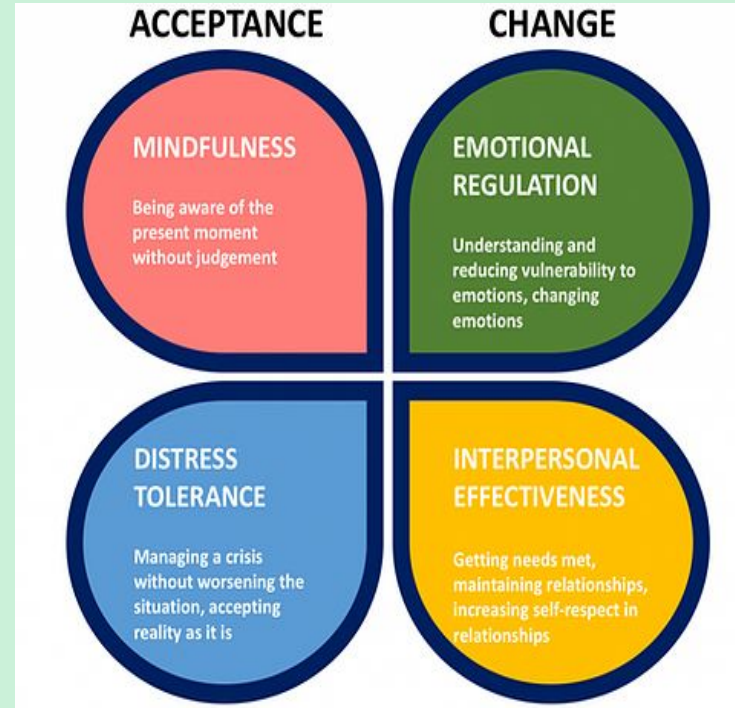 ACCEPTANCE
CHANGE
MINDFULNESS
Being aware of the
present moment
without judgement
EMOTIONAL
REGULATION
Understanding and
reducing vulnerability to
emotions, changing
emotions
DISTRESS
TOLERANCE
Managing a crisis
without worsening the
situation, accepting
reality as it is
INTERPERSONAL
EFFECTIVENESS
Getting needs met,
maintaining relationships,
increasing self-respect in
relationships